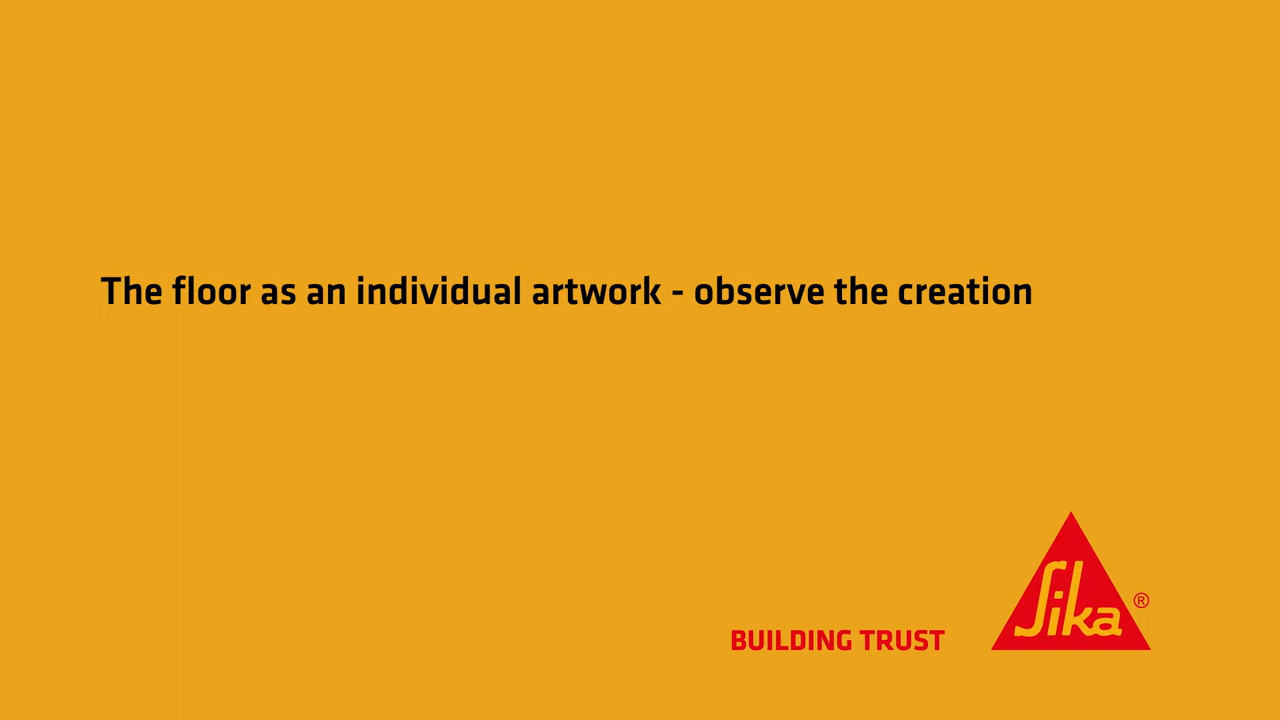 The floor as an individual artwork - observe the creation
BUILDING TRUST
Sika®